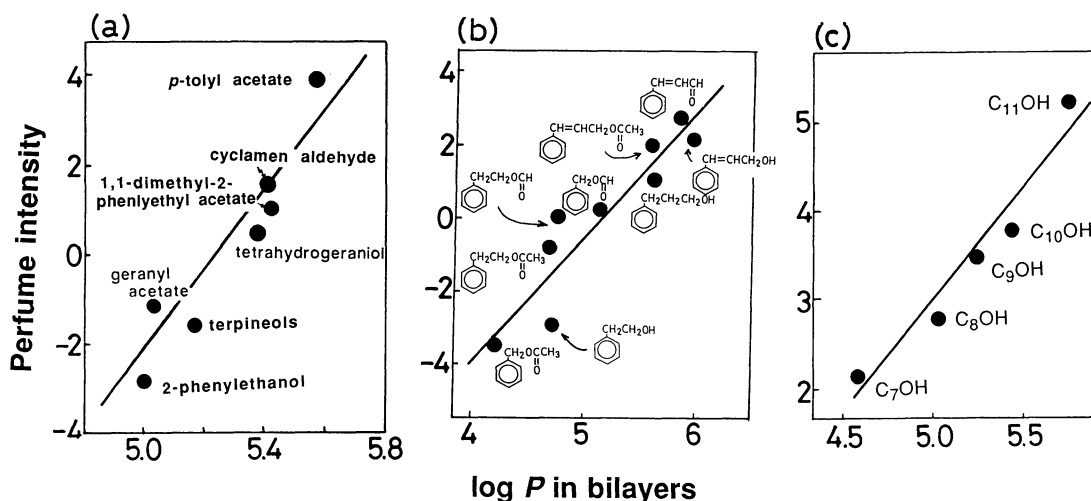 (a)
(b)
(c)
Perfume intensity
4
2
0
-2
-4
5.0
5.4
5.8
p-tolyl acetate
cyclamen aldehyde
1,1-dimethyl-2-
phenlyethyl acetate
tetrahydrogeraniol
geranyl
acetate
terpineols
2-phenylethanol
4
2
0
-2
-4
4
5
6
CH=CHCH
O
CH=CHCH₂OCCH₃
O
CH=CHCH₂OH
CH₂CH₂OCH
O
CH₂OCH
O
CH₂CH₂CH₂OH
CH₂CH₂OCCH₃
O
CH₂CH₂OH
CH₂OCCH₃
O
5
4
3
2
4.5
5.0
5.5
C₁₁OH
C₁₀OH
C₉OH
C₈OH
C₇OH
log P in bilayers